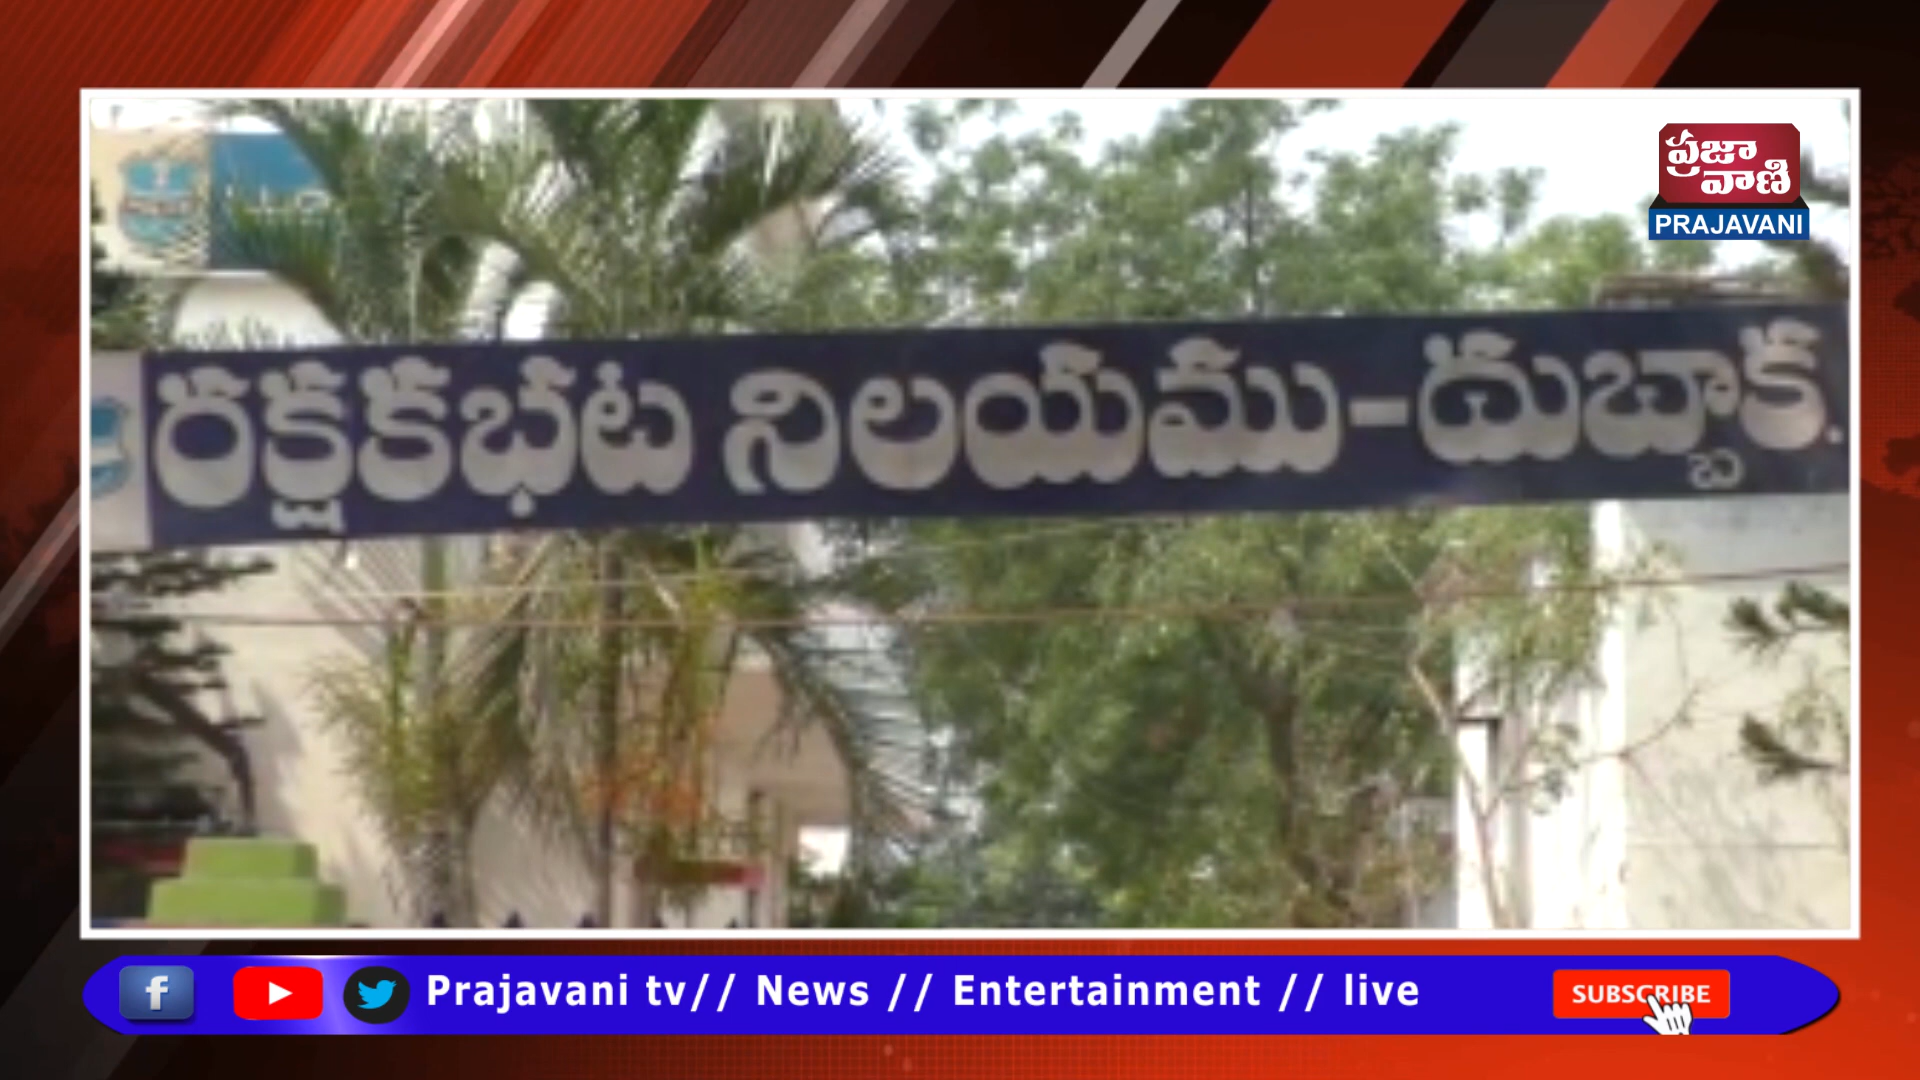 ప్రజా
వాణి
PRAJAVANI
రక్షకభట నిలయము-దుబ్బాక.
Prajavani tv// News // Entertainment // live
SUBSCRIBE